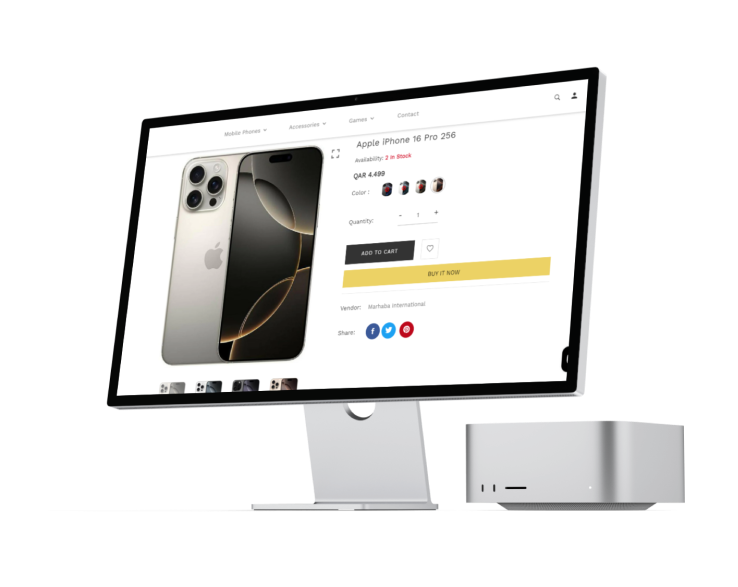 Mobile Phones Accessories Games Contact
Apple iPhone 16 Pro 256
Availability: 2 In Stock
QAR 4,499
Color :
Quantity: - 1 +
ADD TO CART
BUY IT NOW
Vendor: Marhaba International
Share: f